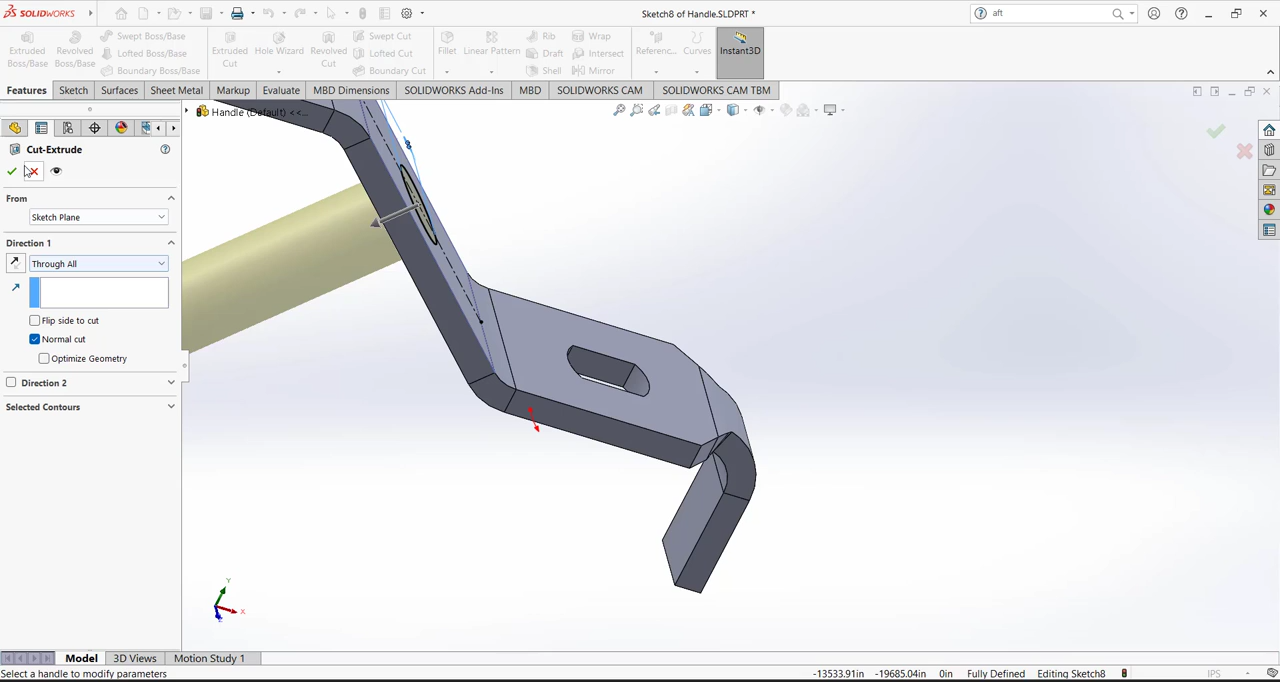 SOLIDWORKS
Sketch8 of Handle.SLDPRT *
aft
Extruded Boss/Base
Revolved Boss/Base
Swept Boss/Base
Lofted Boss/Base
Boundary Boss/Base
Extruded Cut
Hole Wizard
Revolved Cut
Swept Cut
Lofted Cut
Boundary Cut
Fillet
Linear Pattern
Rib
Draft
Shell
Wrap
Intersect
Mirror
Referenc...
Curves
Instant3D
Features
Sketch
Surfaces
Sheet Metal
Markup
Evaluate
MBD Dimensions
SOLIDWORKS Add-Ins
MBD
SOLIDWORKS CAM
SOLIDWORKS CAM TBM
Handle (Default) <<...
Cut-Extrude
From
Sketch Plane
Direction 1
Through All
Flip side to cut
Normal cut
Optimize Geometry
Direction 2
Selected Contours
Y
X
Z
Model
3D Views
Motion Study 1
Select a handle to modify parameters
-13533.91in
-19685.04in
0in
Fully Defined
Editing Sketch8
IPS